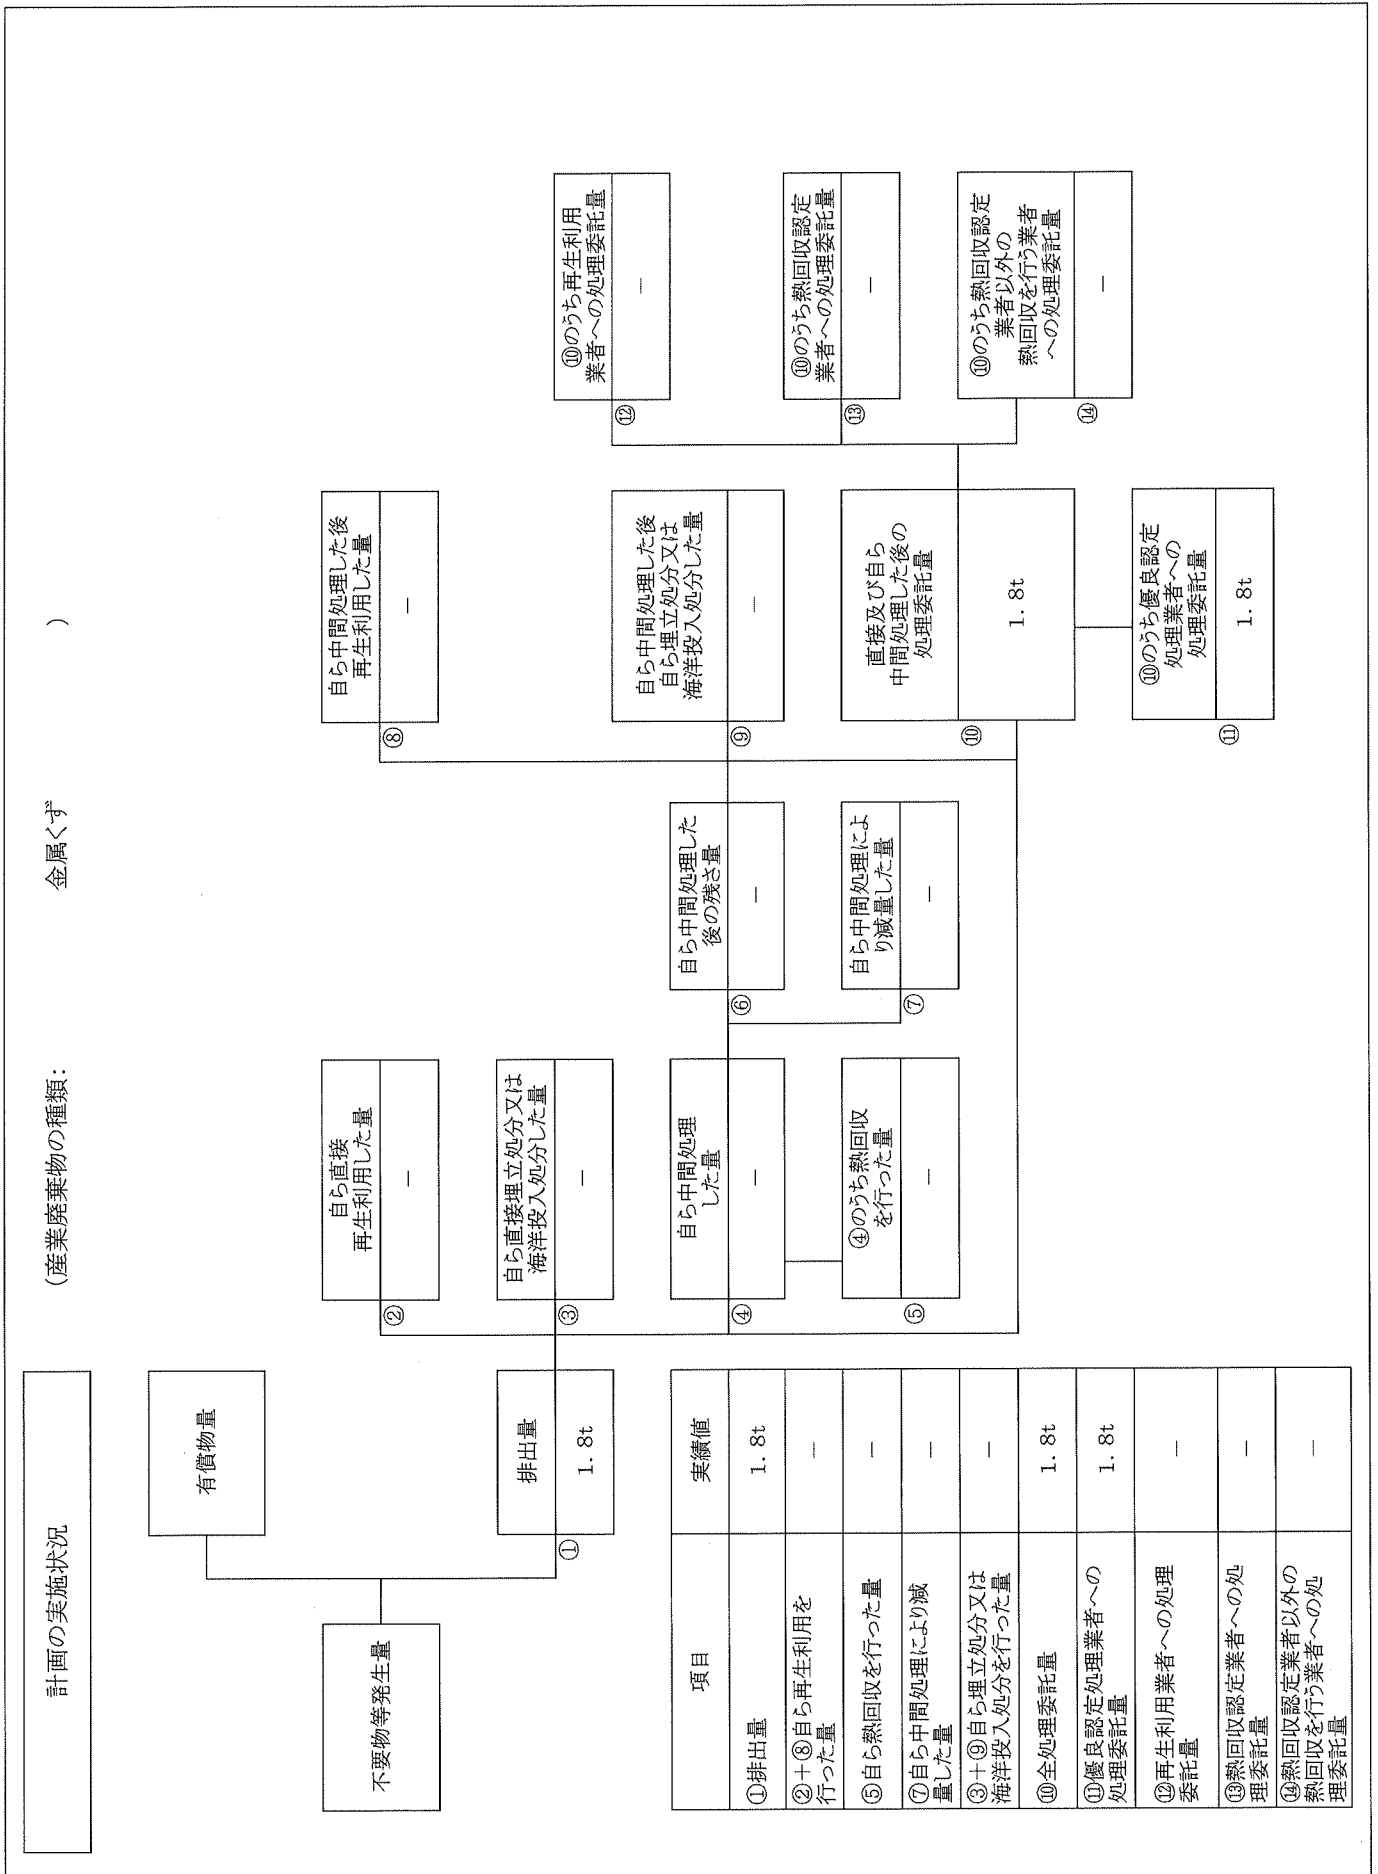 計画の実施状況
(産業廃棄物の種類: 金属くず )
不要物等発生量
有償物量
①
排出量
1. 8t
②
自ら直接
再生利用した量
－
③
自ら直接埋立処分又は
海洋投入処分した量
－
④
自ら中間処理
した量
－
⑤
④のうち熱回収
を行った量
－
⑥
自ら中間処理した
後の残さ量
－
⑦
自ら中間処理によ
り減量した量
－
⑧
自ら中間処理した後
再生利用した量
－
⑨
自ら中間処理した後
自ら埋立処分又は
海洋投入処分した量
－
⑩
直接及び自ら
中間処理した後の
処理委託量
1. 8t
⑪
⑩のうち優良認定
処理業者への
処理委託量
1. 8t
⑫
⑩のうち再生利用
業者への処理委託量
－
⑬
⑩のうち熱回収認定
業者への処理委託量
－
⑭
⑩のうち熱回収認定
業者以外の
熱回収を行う業者
への処理委託量
－
項目 実績値
①排出量 1. 8t
②＋⑧自ら再生利用を
行った量 －
⑤自ら熱回収を行った量 －
⑦自ら中間処理により減
量した量 －
③＋⑨自ら埋立処分又は
海洋投入処分を行った量 －
⑩全処理委託量 1. 8t
⑪優良認定処理業者への
処理委託量 1. 8t
⑫再生利用業者への処理
委託量 －
⑬熱回収認定業者への処
理委託量 －
⑭熱回収認定業者以外の
熱回収を行う業者への処
理委託量 －